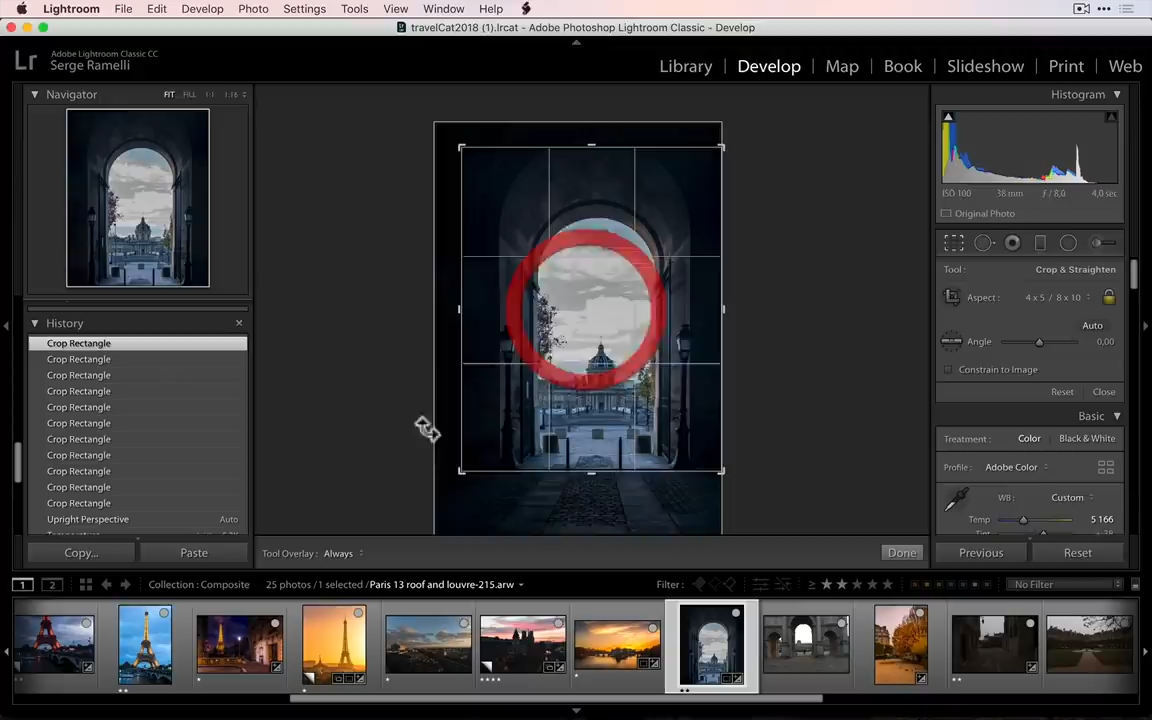 Lightroom File Edit Develop Photo Settings Tools View Window Help
travelCat2018 (1).lrcat - Adobe Photoshop Lightroom Classic - Develop
Lr
Adobe Lightroom Classic CC
Serge Ramelli
Library | Develop | Map | Book | Slideshow | Print | Web
Navigator FIT FILL 1:1 1:16
Histogram
ISO 100 38 mm ƒ / 8,0 4,0 sec
Original Photo
Tool : Crop & Straighten
Aspect : 4 x 5 / 8 x 10
Auto
Angle 0,00
Constrain to Image
Reset Close
Basic
Treatment : Color Black & White
Profile : Adobe Color
WB : Custom
Temp 5 166
History
Crop Rectangle
Crop Rectangle
Crop Rectangle
Crop Rectangle
Crop Rectangle
Crop Rectangle
Crop Rectangle
Crop Rectangle
Crop Rectangle
Crop Rectangle
Crop Rectangle
Upright Perspective Auto
Copy... Paste
Tool Overlay : Always
Done
Previous Reset
1 2 Collection : Composite 25 photos / 1 selected / Paris 13 roof and louvre-215.arw
Filter : No Filter